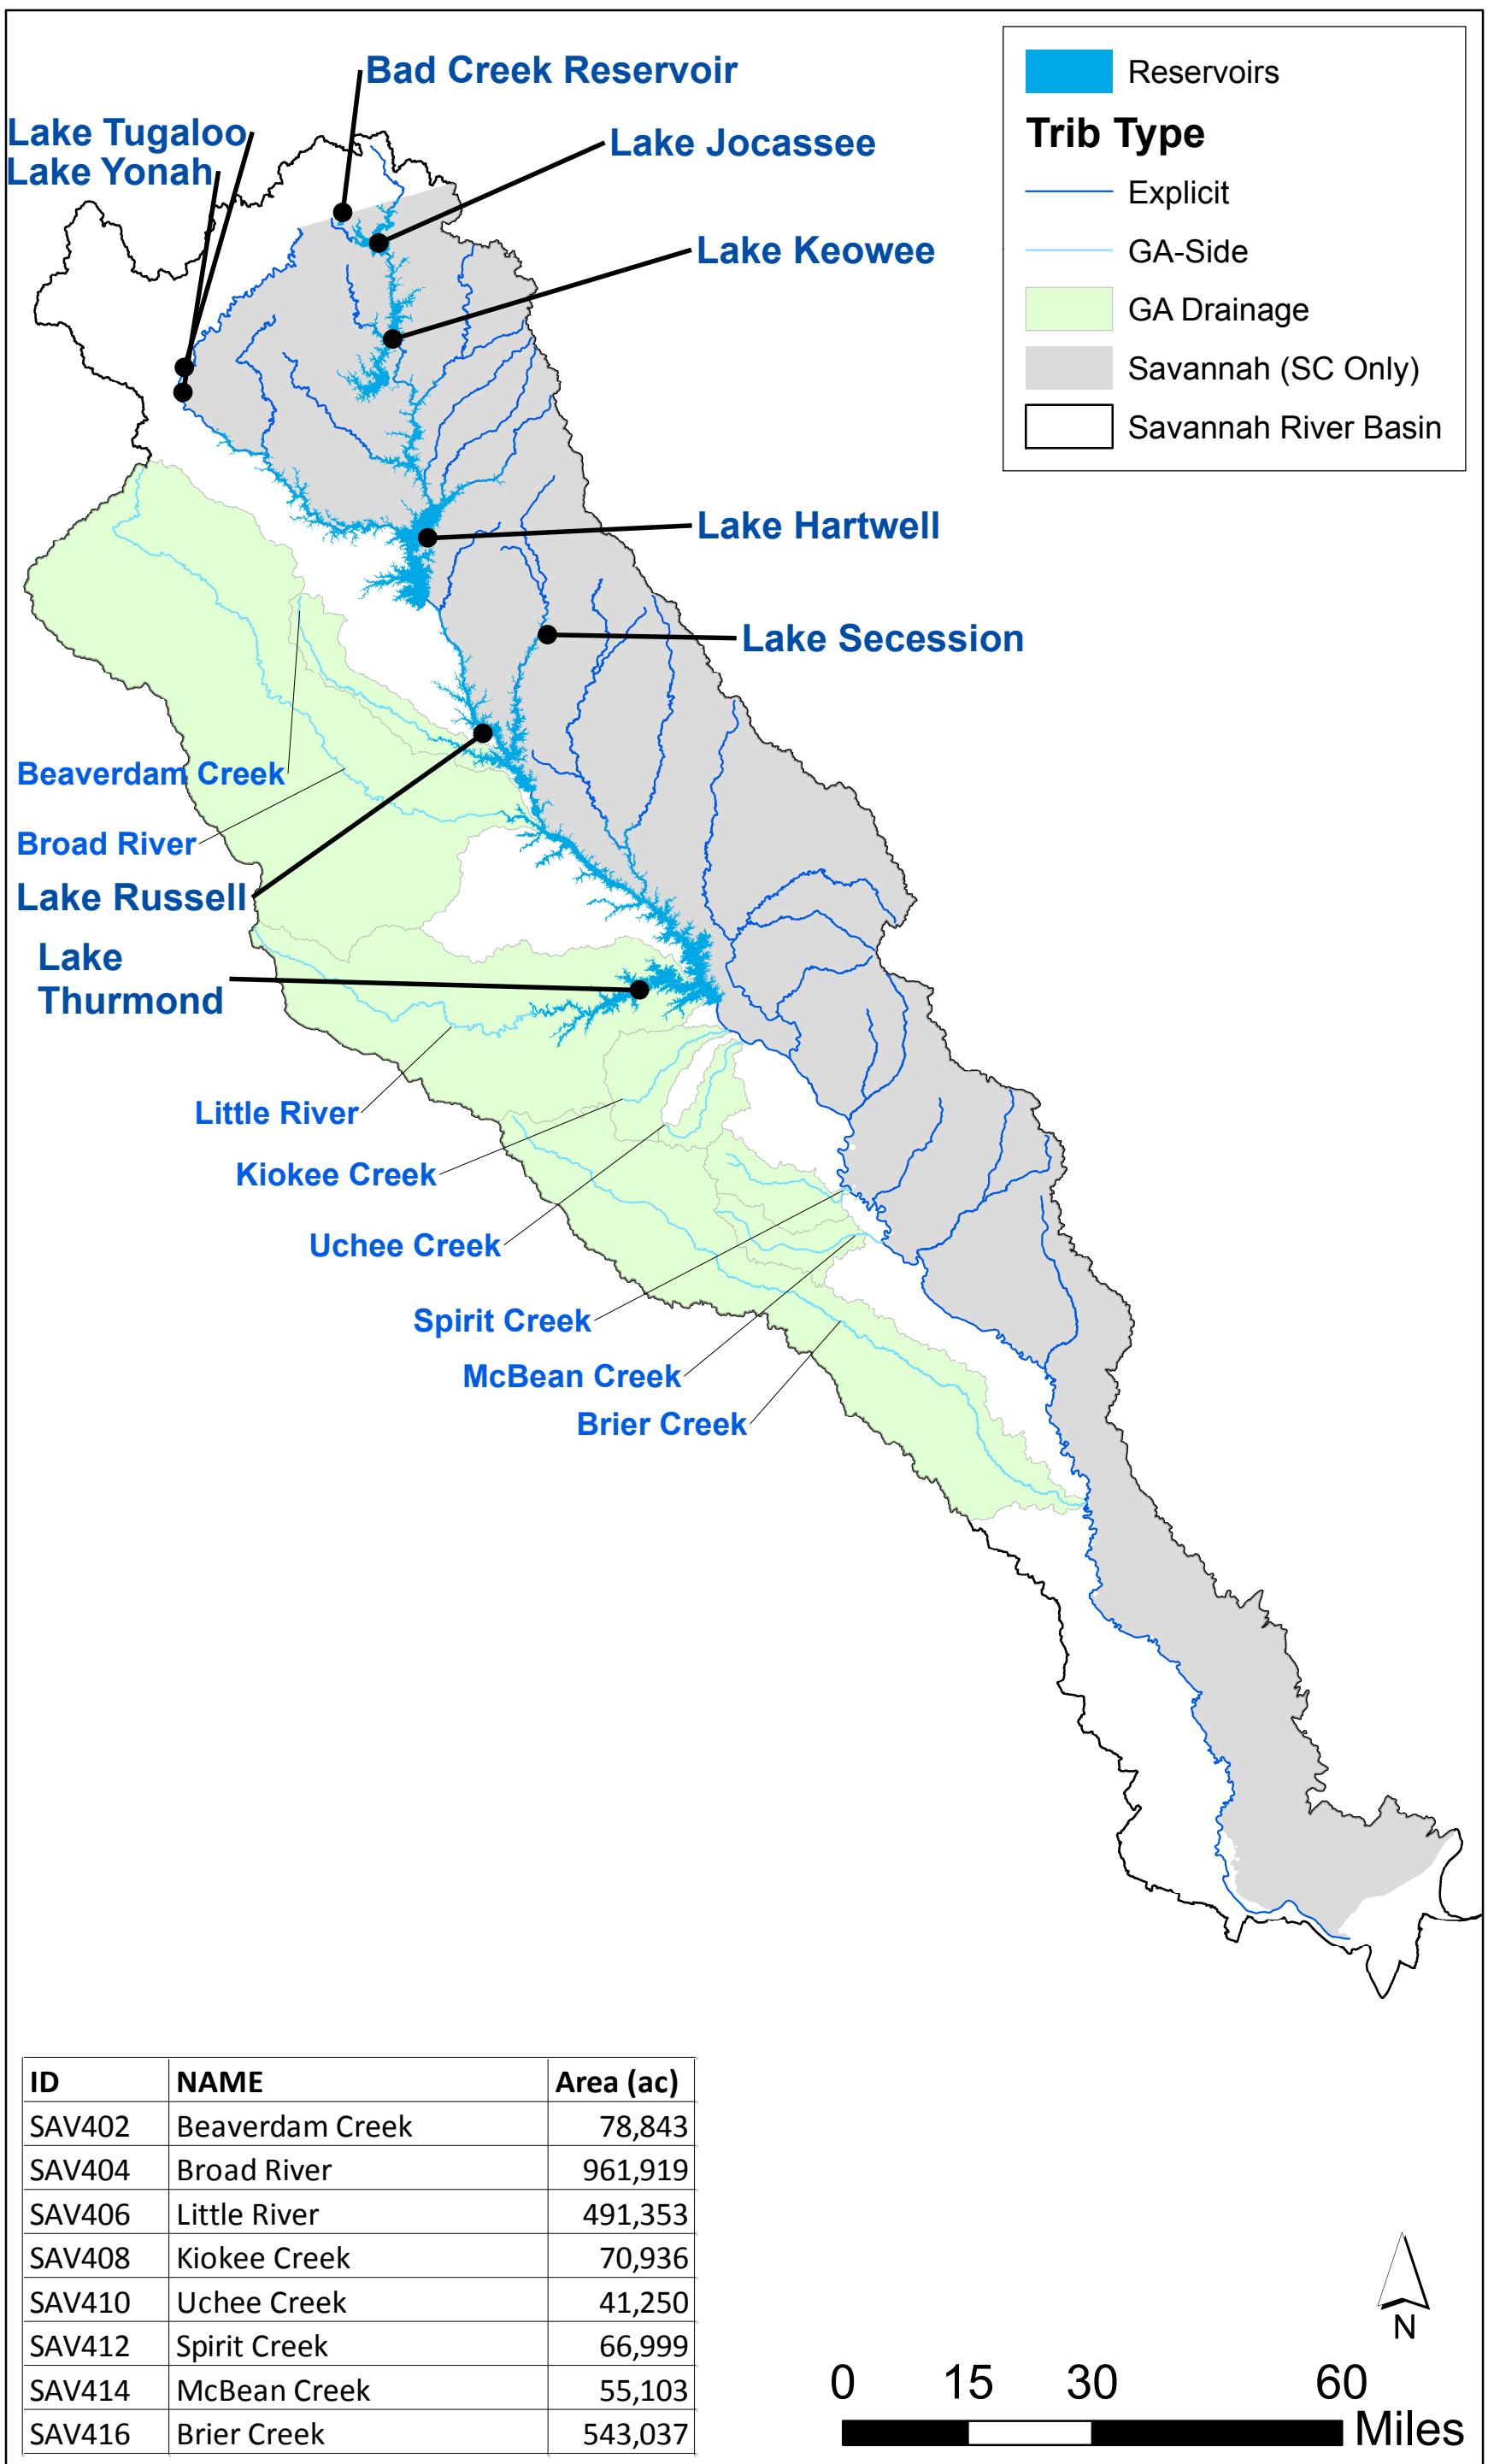 Bad Creek Reservoir
Lake Tugaloo
Lake Yonah
Lake Jocassee
Lake Keowee
Lake Hartwell
Lake Secession
Beaverdam Creek
Broad River
Lake Russell
Lake
Thurmond
Little River
Kiokee Creek
Uchee Creek
Spirit Creek
McBean Creek
Brier Creek
Reservoirs
Trib Type
Explicit
GA-Side
GA Drainage
Savannah (SC Only)
Savannah River Basin
ID NAME Area (ac)
SAV402 Beaverdam Creek 78,843
SAV404 Broad River 961,919
SAV406 Little River 491,353
SAV408 Kiokee Creek 70,936
SAV410 Uchee Creek 41,250
SAV412 Spirit Creek 66,999
SAV414 McBean Creek 55,103
SAV416 Brier Creek 543,037
N
0 15 30 60
Miles